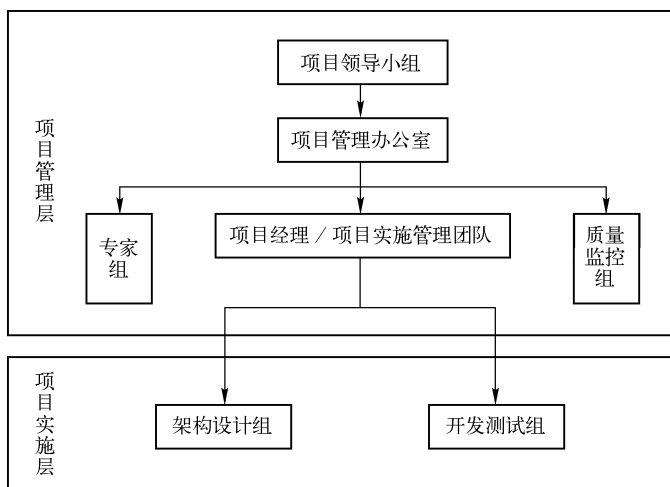 项目领导小组
项目管理办公室
项目管理层
专家
组
项目经理 / 项目实施管理团队
质量
监控
组
项目实施层
架构设计组
开发测试组